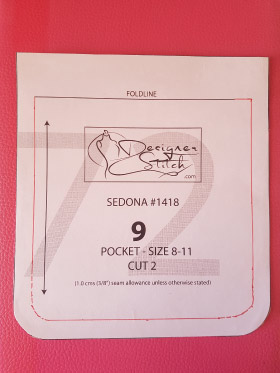 FOLDLINE
72
Designer
Stitch
.com
SEDONA #1418
9
POCKET - SIZE 8-11
CUT 2
(1.0 cms (3/8") seam allowance unless otherwise stated)